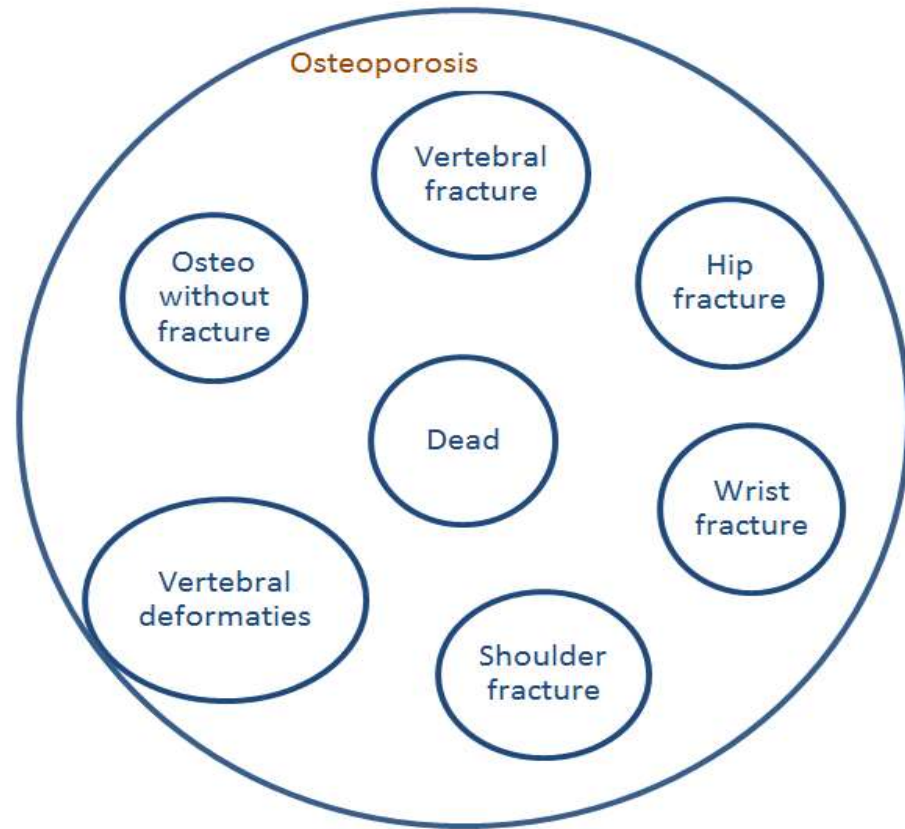 Osteoporosis
Vertebral
fracture
Osteo
without
fracture
Hip
fracture
Dead
Wrist
fracture
Vertebral
deformaties
Shoulder
fracture